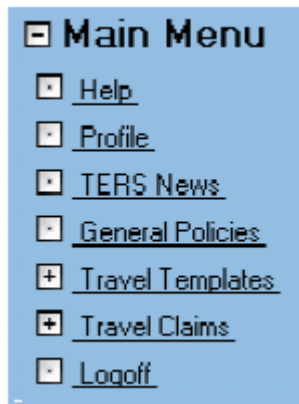 Main Menu
Help
Profile
TERS News
General Policies
Travel Templates
Travel Claims
Logoff